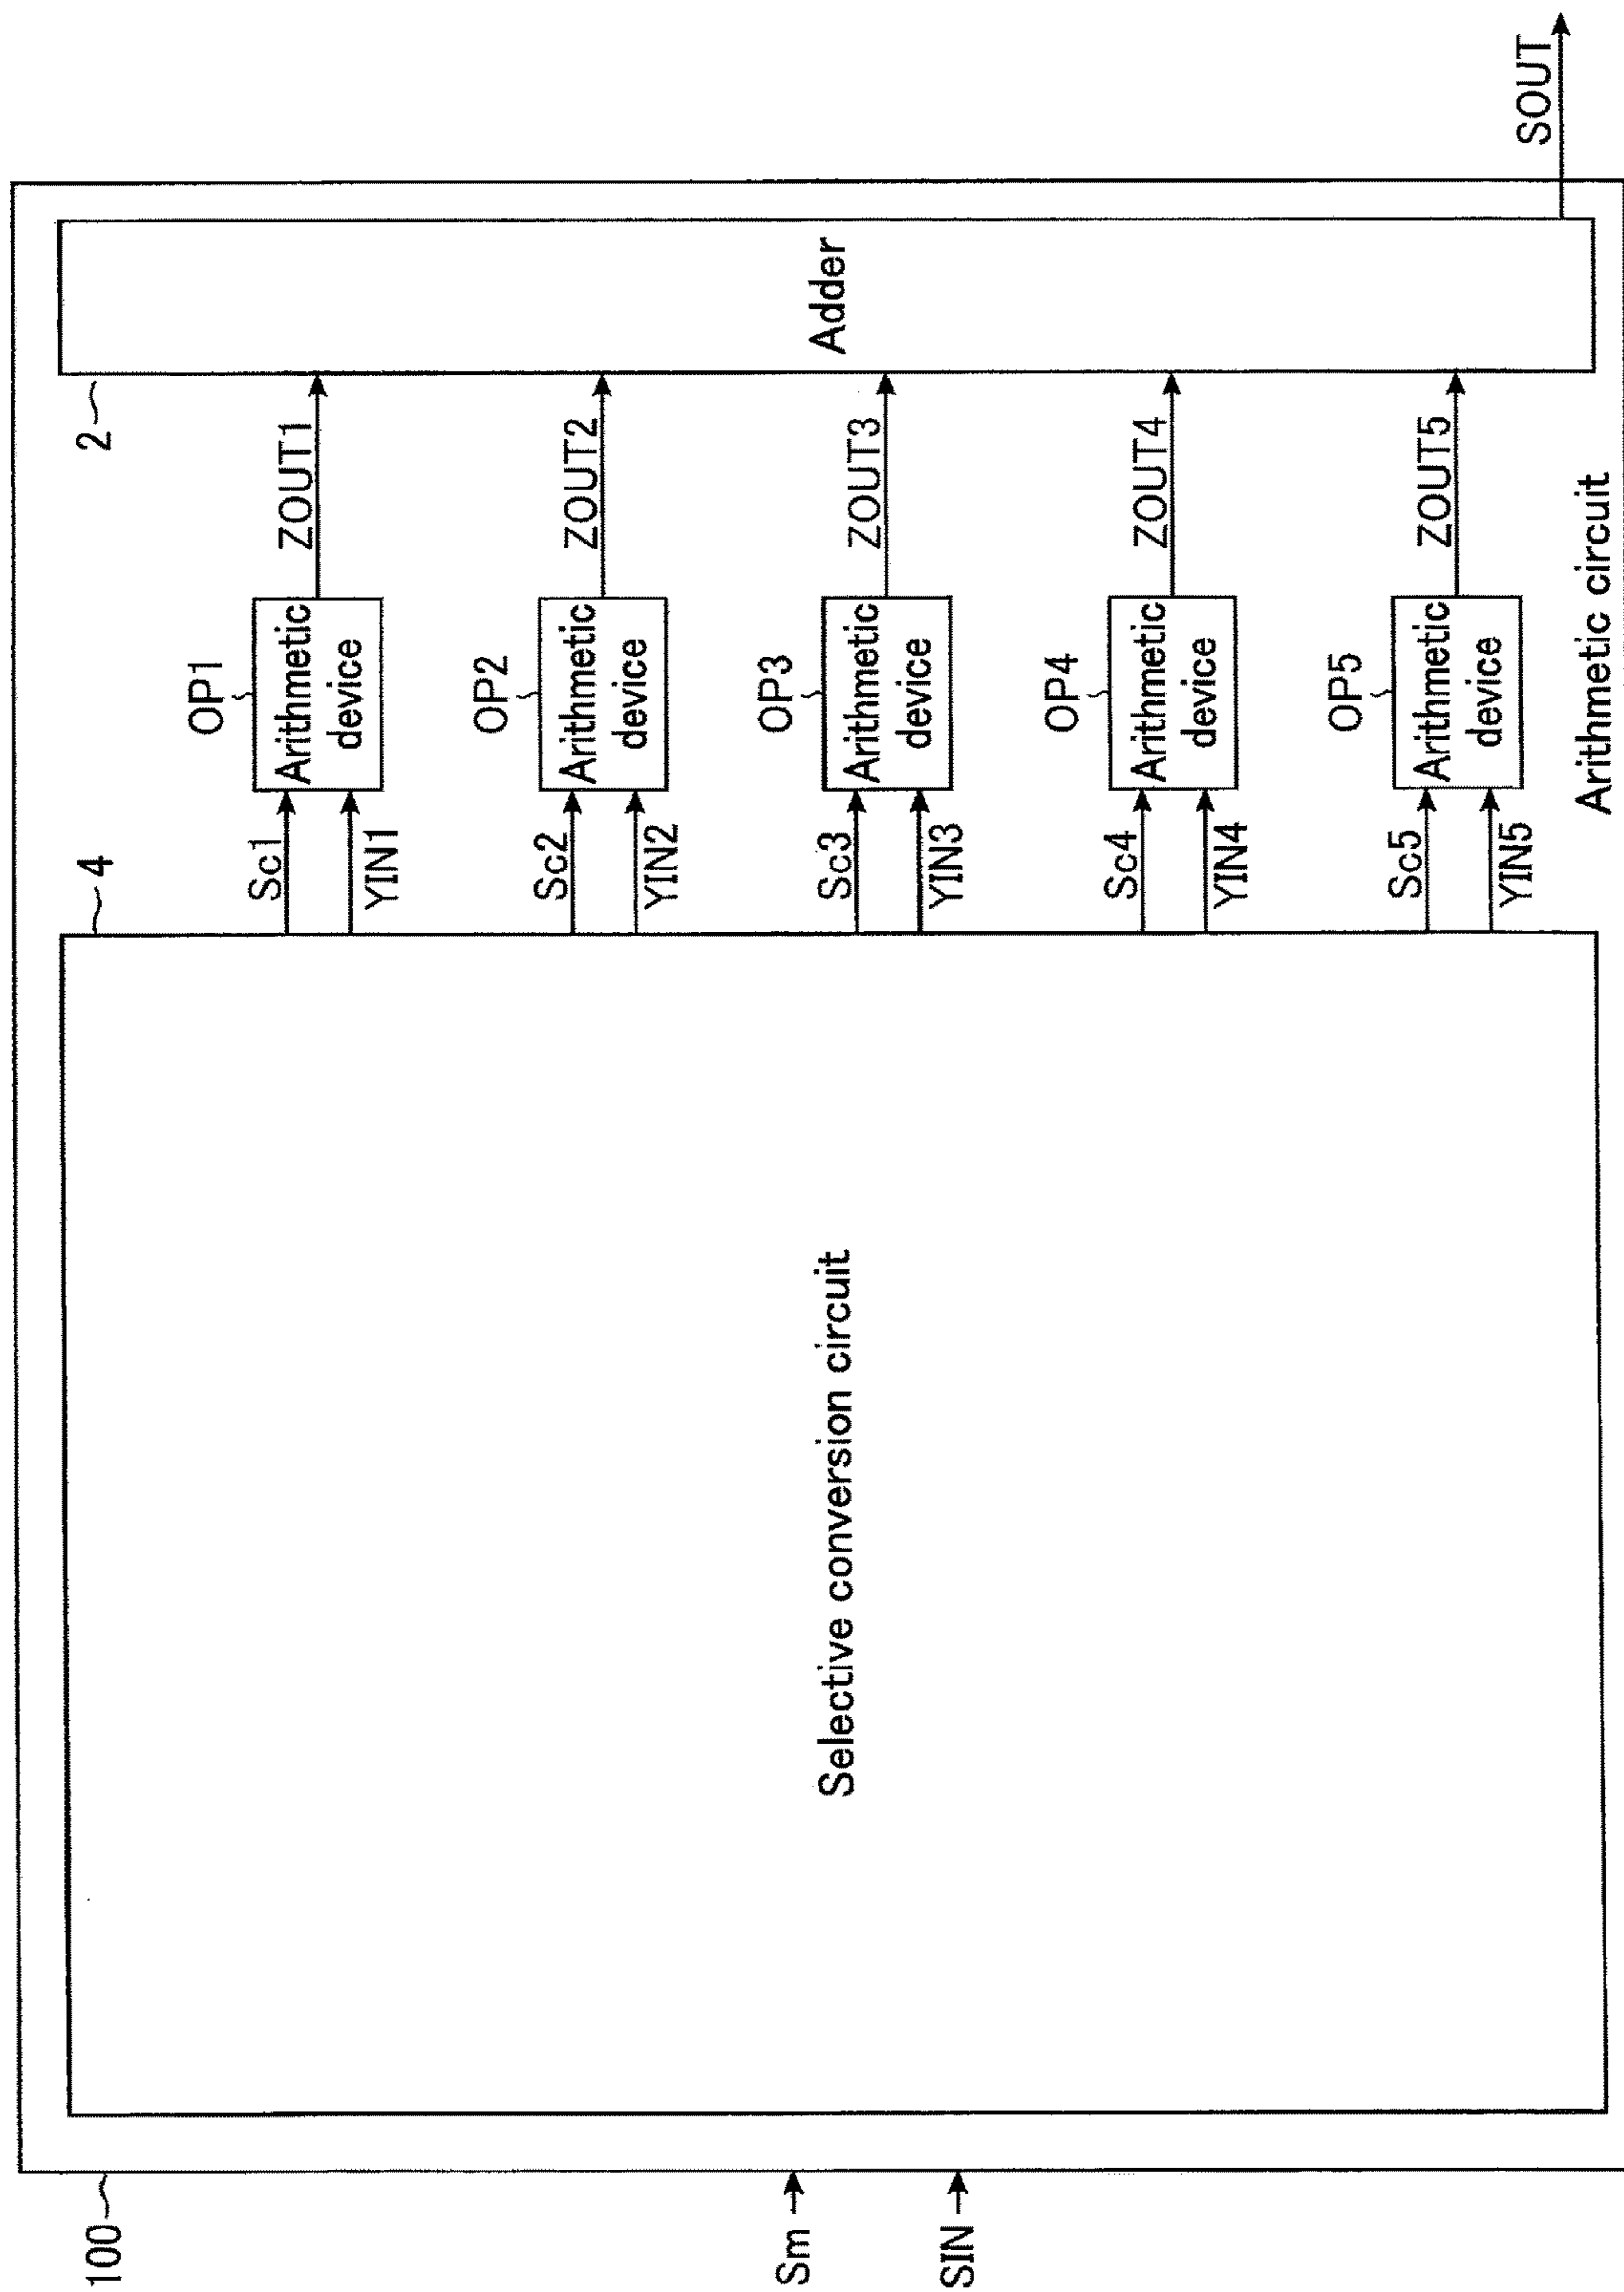 100
4
2
Sm
SIN
Selective conversion circuit
Sc1
YIN1
OP1
Arithmetic
device
ZOUT1
Sc2
YIN2
OP2
Arithmetic
device
ZOUT2
Sc3
YIN3
OP3
Arithmetic
device
ZOUT3
Sc4
YIN4
OP4
Arithmetic
device
ZOUT4
Sc5
YIN5
OP5
Arithmetic
device
ZOUT5
Adder
SOUT
Arithmetic circuit